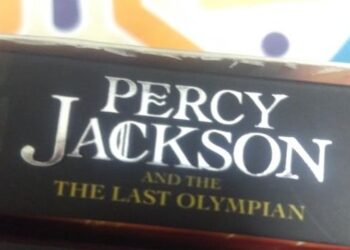 PERCY
JACKSON
AND THE
THE LAST OLYMPIAN